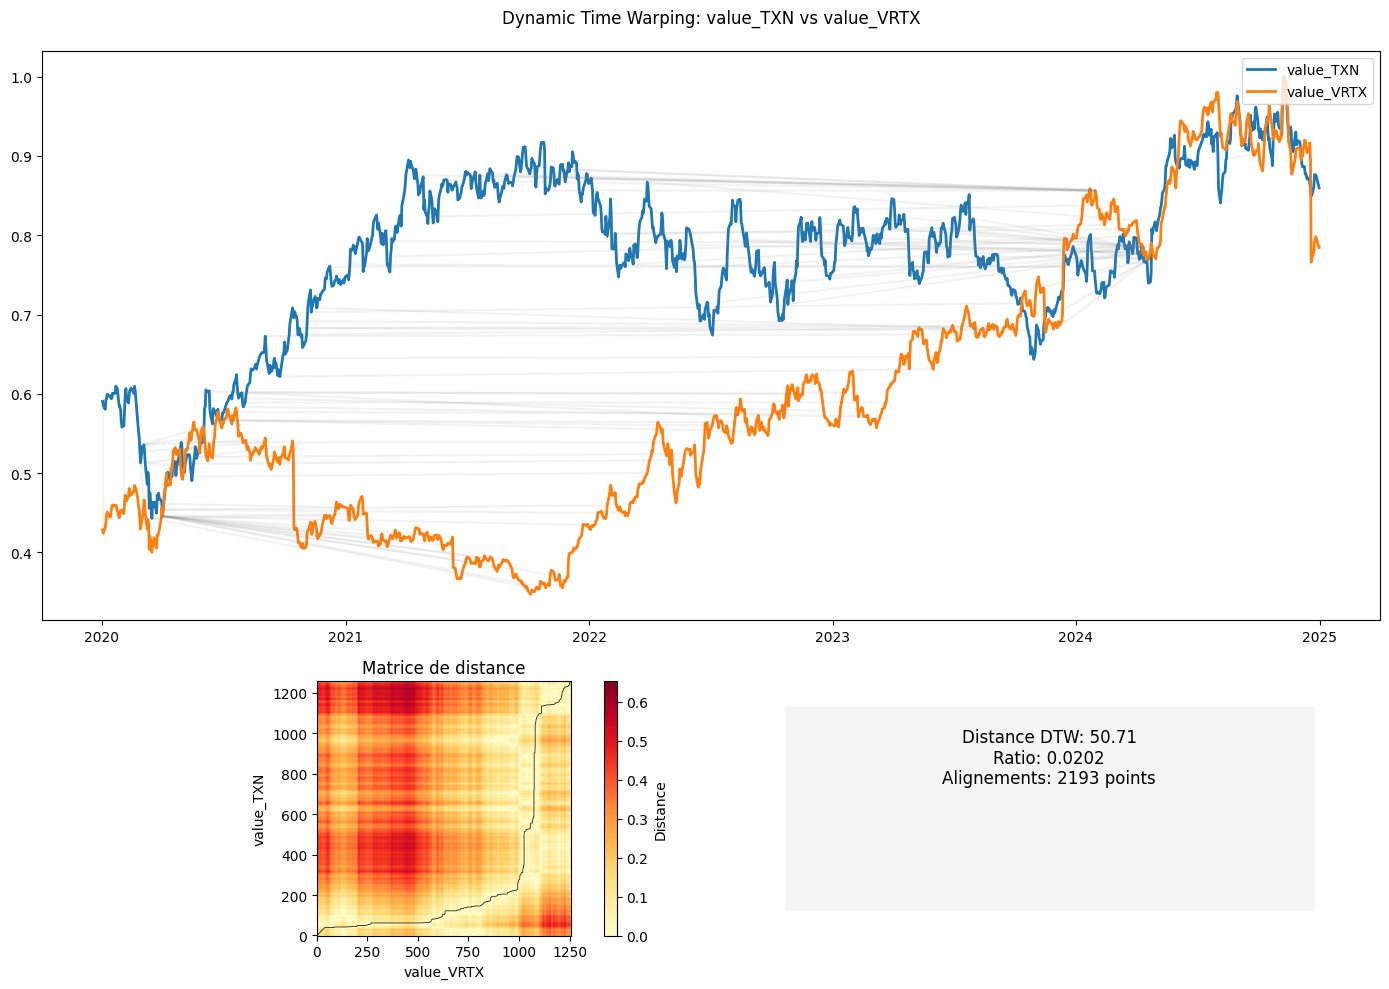 Dynamic Time Warping: value_TXN vs value_VRTX
value_TXN
value_VRTX
1.0
0.9
0.8
0.7
0.6
0.5
0.4
2020 2021 2022 2023 2024 2025
Matrice de distance
value_TXN
1200
1000
800
600
400
200
0
0 250 500 750 1000 1250
value_VRTX
0.6
0.5
0.4
0.3
0.2
0.1
0.0
Distance
Distance DTW: 50.71
Ratio: 0.0202
Alignements: 2193 points